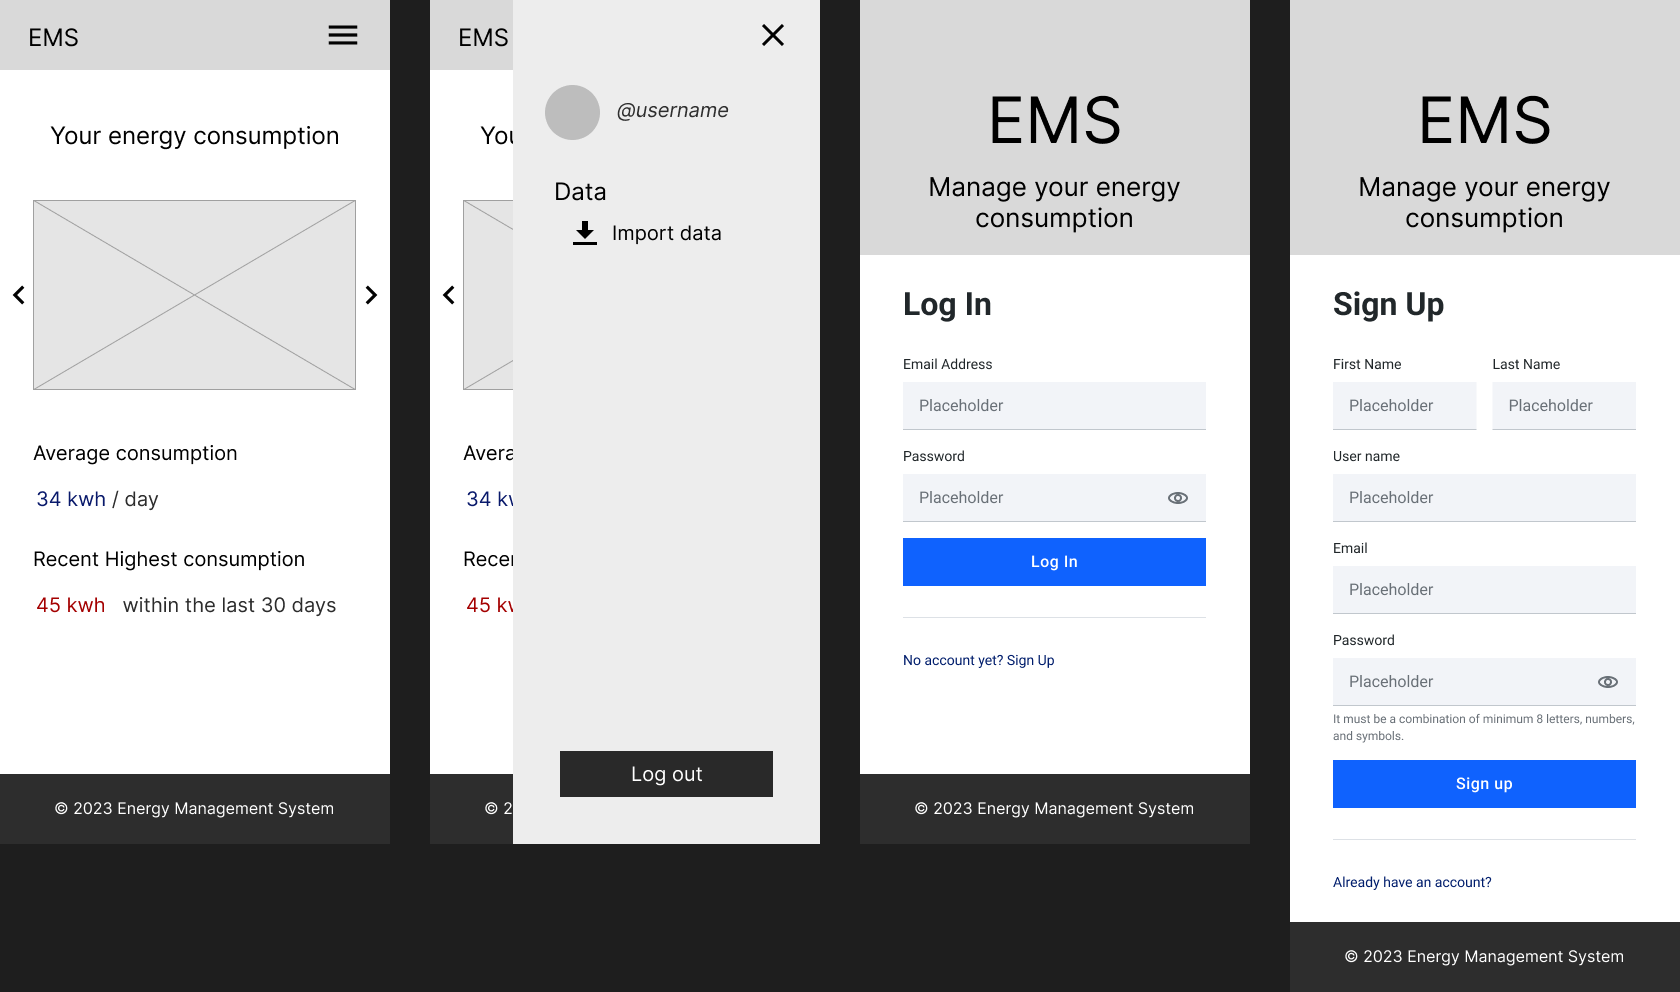 EMS
Your energy consumption
Average consumption
34 kwh / day
Recent Highest consumption
45 kwh within the last 30 days
© 2023 Energy Management System
EMS
You
Avera
34 kw
Recer
45 kw
© 2
@username
Data
Import data
Log out
EMS
Manage your energy
consumption
Log In
Email Address
Placeholder
Password
Placeholder
Log In
No account yet? Sign Up
© 2023 Energy Management System
EMS
Manage your energy
consumption
Sign Up
First Name Last Name
Placeholder Placeholder
User name
Placeholder
Email
Placeholder
Password
Placeholder
It must be a combination of minimum 8 letters, numbers,
and symbols.
Sign up
Already have an account?
© 2023 Energy Management System